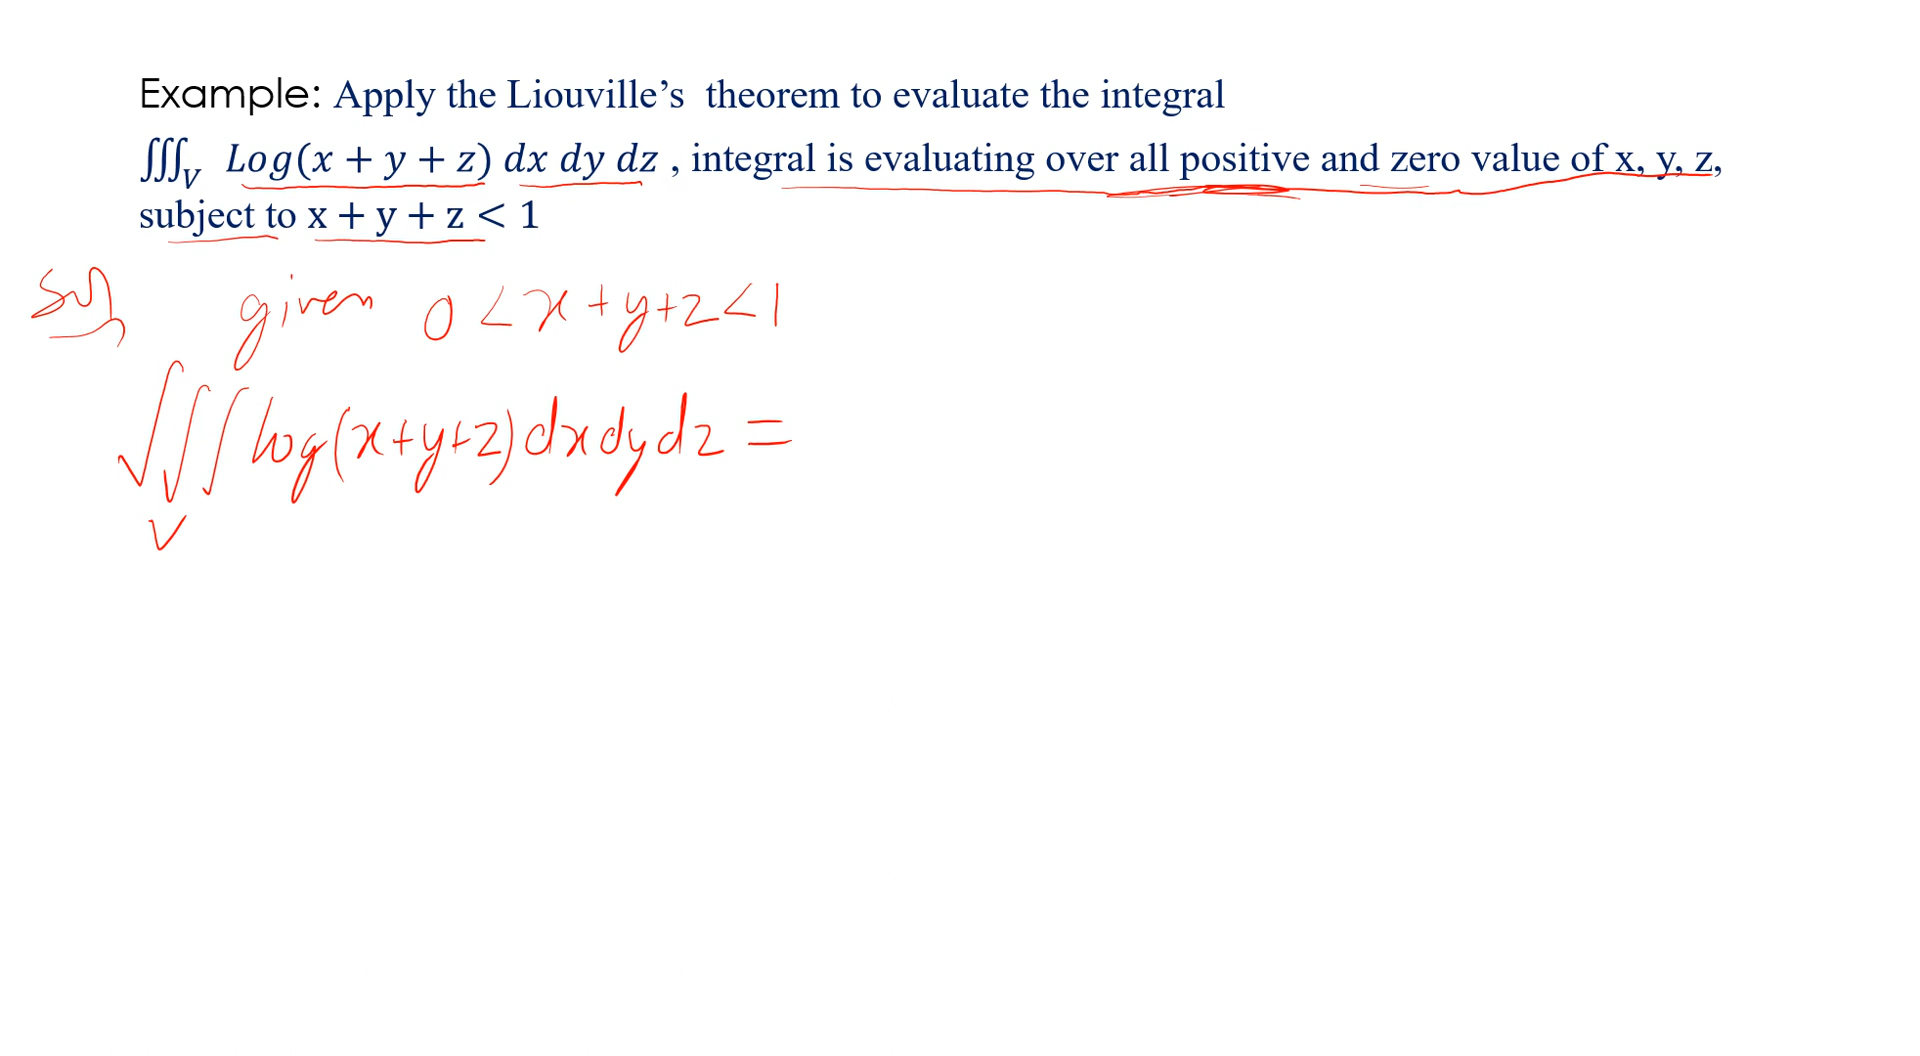 Example: Apply the Liouville’s theorem to evaluate the integral
∭_V Log(x + y + z) dx dy dz , integral is evaluating over all positive and zero value of x, y, z,
subject to x + y + z < 1
Sol
given 0 < x + y + z < 1
∭_V log(x+y+z) dx dy dz =